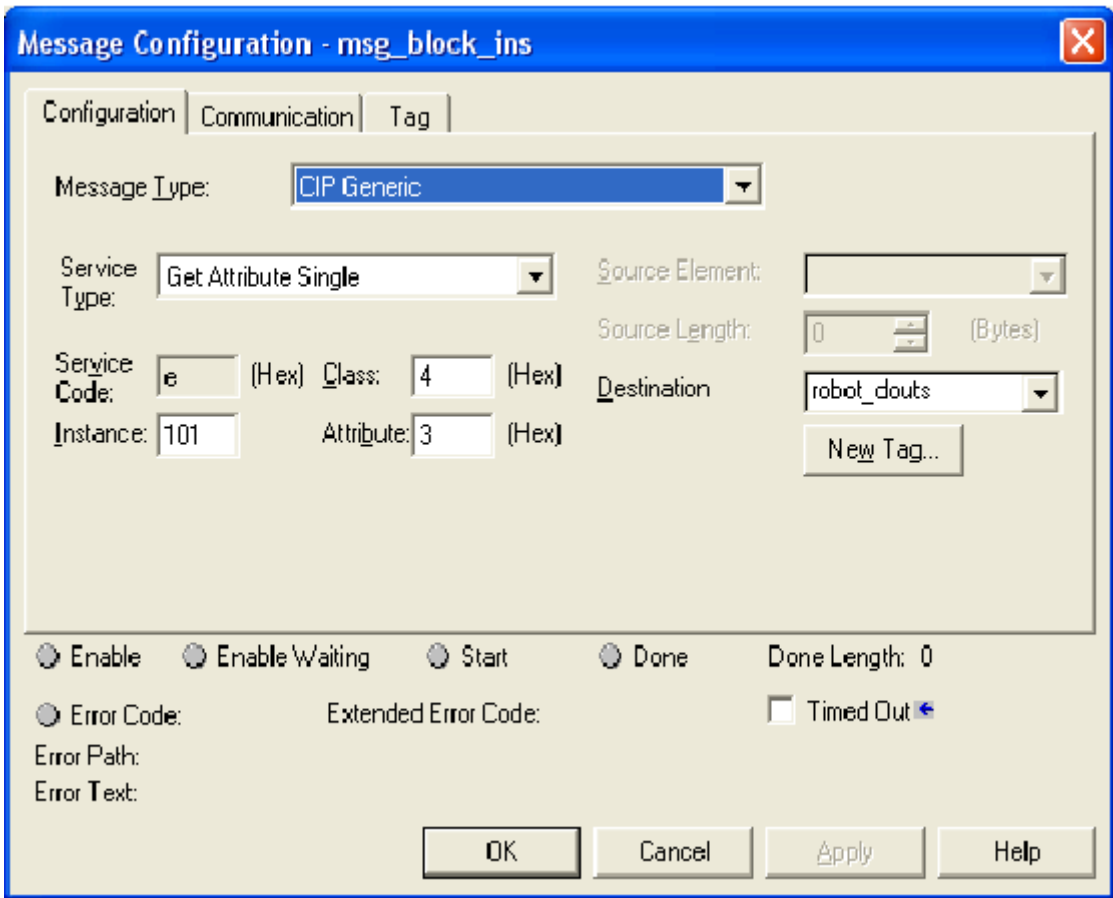 Message Configuration - msg_block_ins
Configuration Communication Tag
Message Type: CIP Generic
Service Type: Get Attribute Single Source Element:
Source Length: 0 (Bytes)
Service Code: e (Hex) Class: 4 (Hex) Destination robot_douts
Instance: 101 Attribute: 3 (Hex) New Tag...
Enable Enable Waiting Start Done Done Length: 0
Error Code: Extended Error Code: Timed Out
Error Path:
Error Text:
OK Cancel Apply Help